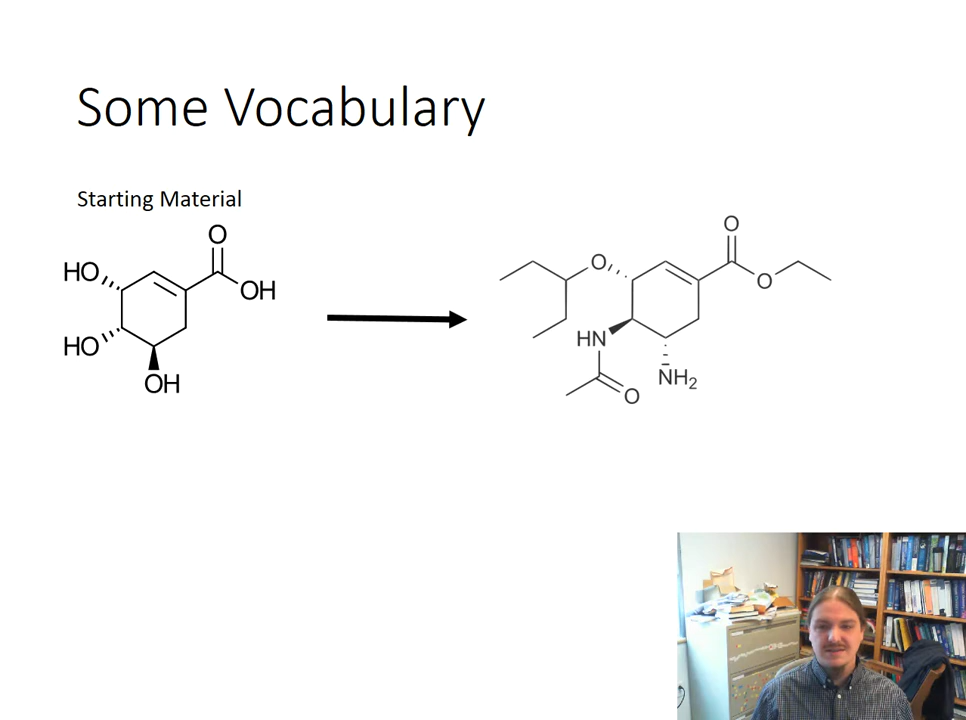 Some Vocabulary
Starting Material
O
HO
OH
HO
OH
O
O
O
HN
NH2
O